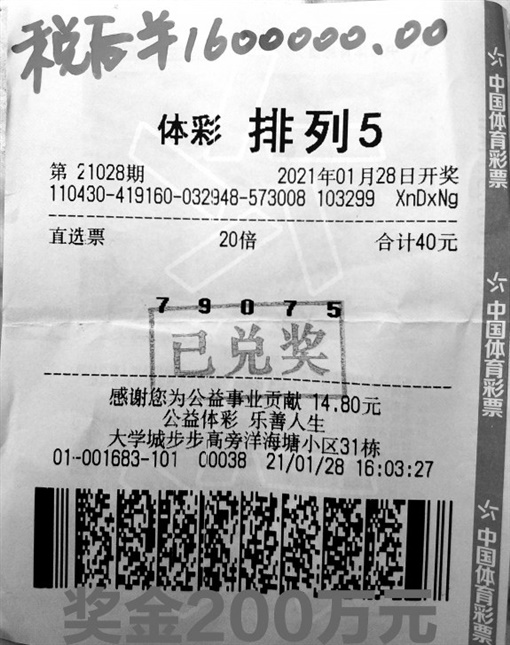 税后羊1600000.00
体彩 排列5
第 21028期 2021年01月28日开奖
110430-419160-032948-573008 103299 XnDxNg
直选票 20倍 合计40元
7 9 0 7 5
已兑奖
感谢您为公益事业贡献 14.80元
公益体彩 乐善人生
大学城步步高旁洋海塘小区31栋
01-001683-101 00038 21/01/28 16:03:27
奖金200万元
中国体育彩票
中国体育彩票
中国体育彩票